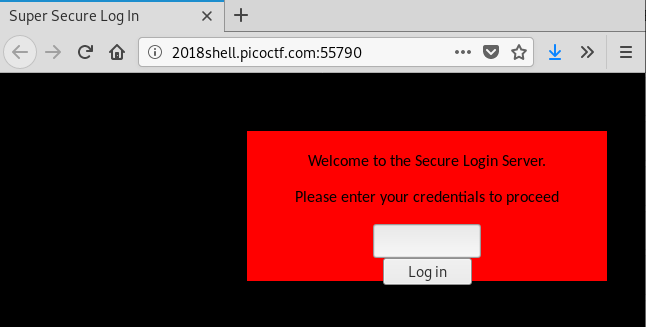 Super Secure Log In
2018shell.picoctf.com:55790
Welcome to the Secure Login Server.
Please enter your credentials to proceed
Log in